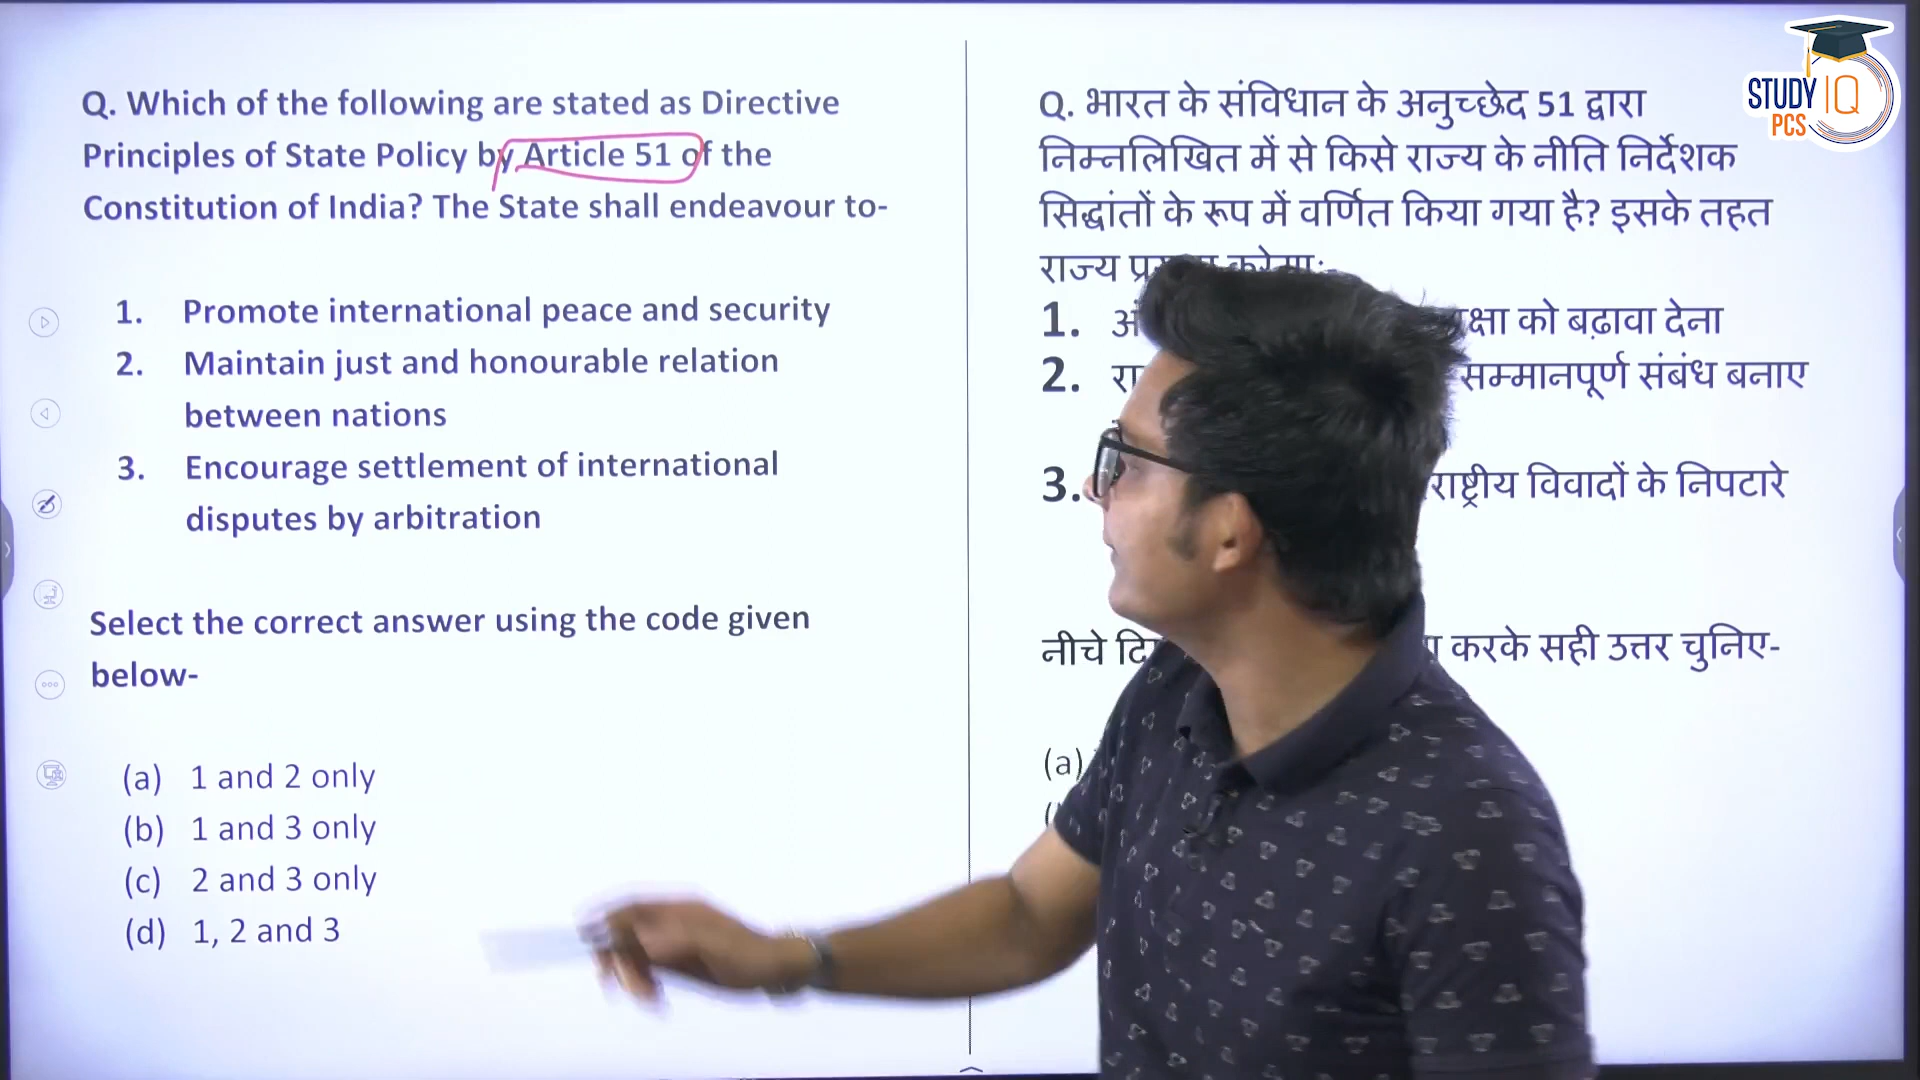 Q. Which of the following are stated as Directive
Principles of State Policy by Article 51 of the
Constitution of India? The State shall endeavour to-
1. Promote international peace and security
2. Maintain just and honourable relation
between nations
3. Encourage settlement of international
disputes by arbitration
Select the correct answer using the code given
below-
(a) 1 and 2 only
(b) 1 and 3 only
(c) 2 and 3 only
(d) 1, 2 and 3
Q. भारत के संविधान के अनुच्छेद 51 द्वारा
निम्नलिखित में से किसे राज्य के नीति निर्देशक
सिद्धांतों के रूप में वर्णित किया गया है? इसके तहत
राज्य
1. को बढ़ावा देना
2. सम्मानपूर्ण संबंध बनाए
3. विवादों के निपटारे
नीचे करके सही उत्तर चुनिए-
(a)
STUDY IQ
PCS